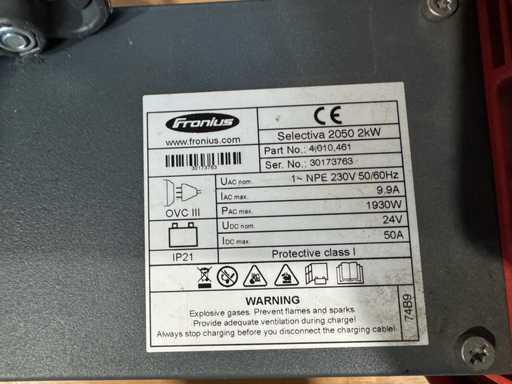 Fronius
www.fronius.com
CE
Selectiva 2050 2kW
Part No.: 4,010,461
Ser. No.: 30173763
30173763
OVC III
IP21
UAC nom. 1~ NPE 230V 50/60Hz
IAC max. 9.9A
PAC max. 1930W
UDC nom. 24V
IDC max. 50A
Protective class I
WARNING
Explosive gases. Prevent flames and sparks.
Provide adequate ventilation during charging!
Always stop charging before you disconnect the charging cable!
74B9